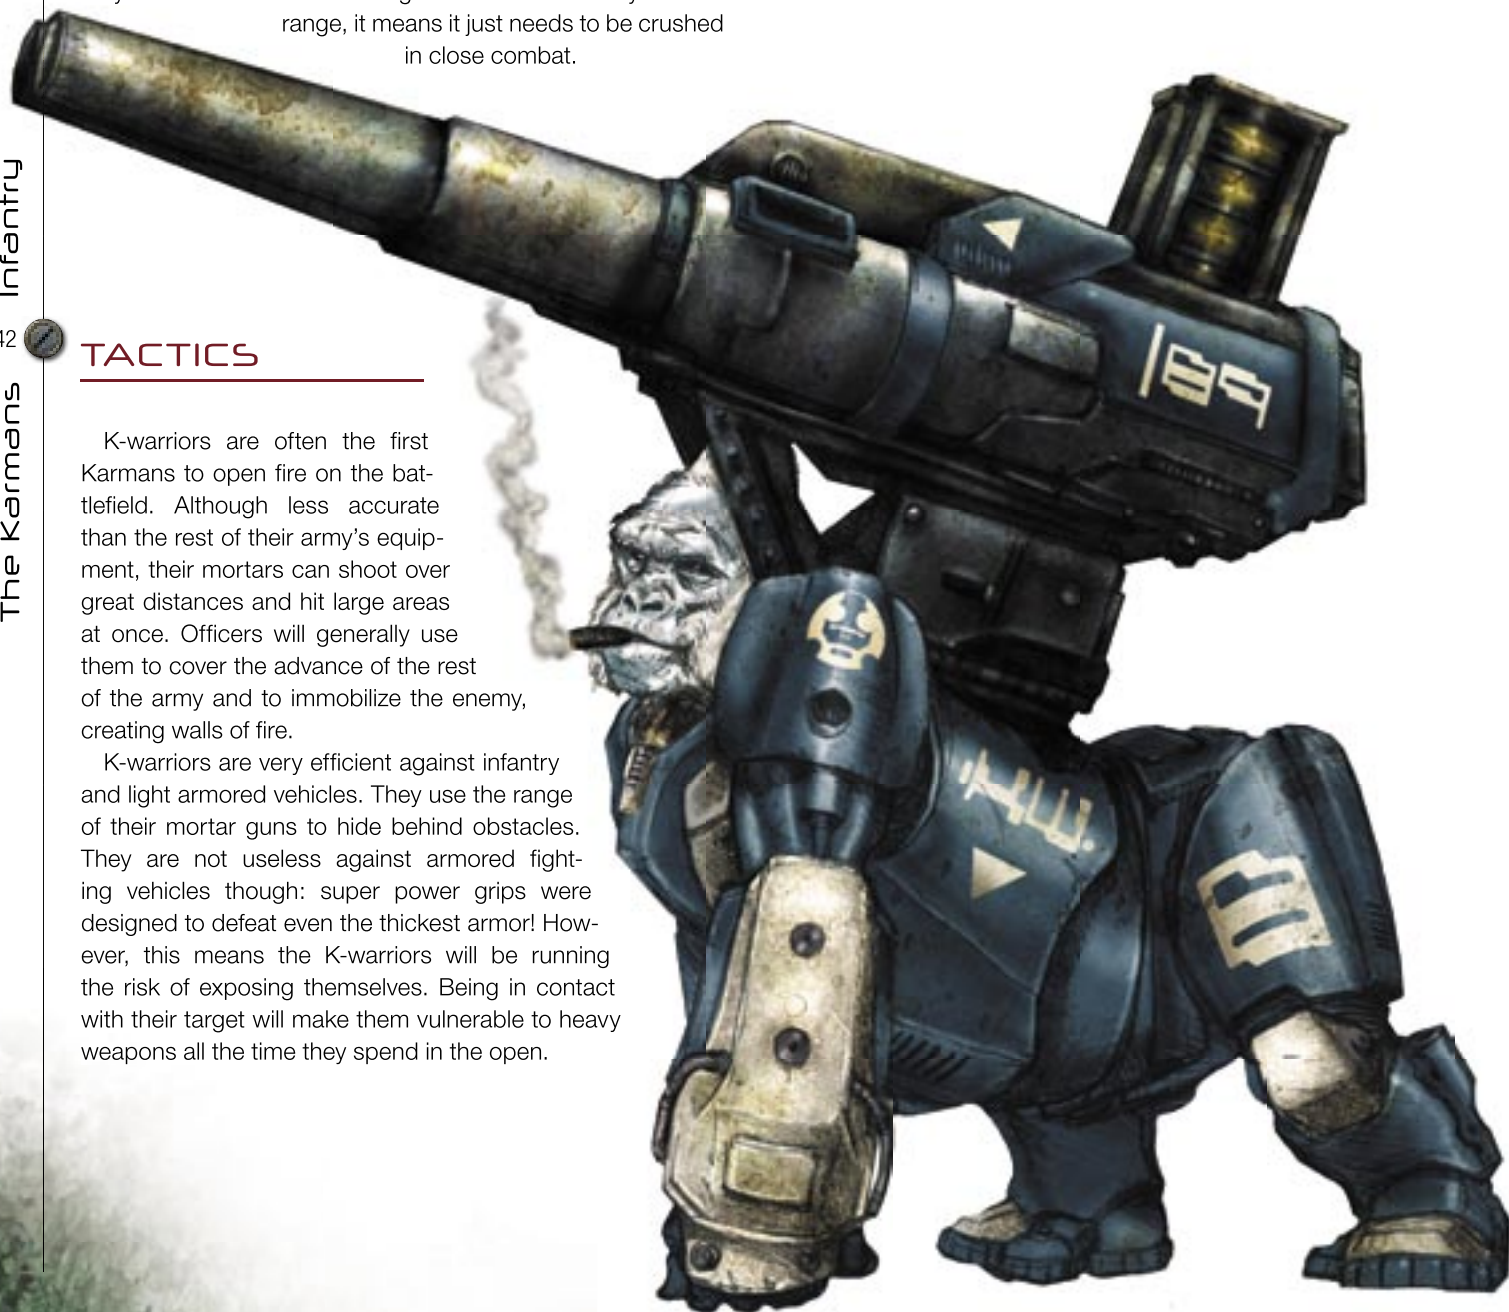 range, it means it just needs to be crushed
in close combat.
Infantry
42
The Karmans
TACTICS
K-warriors are often the first
Karmans to open fire on the bat-
tlefield. Although less accurate
than the rest of their army’s equip-
ment, their mortars can shoot over
great distances and hit large areas
at once. Officers will generally use
them to cover the advance of the rest
of the army and to immobilize the enemy,
creating walls of fire.
K-warriors are very efficient against infantry
and light armored vehicles. They use the range
of their mortar guns to hide behind obstacles.
They are not useless against armored fight-
ing vehicles though: super power grips were
designed to defeat even the thickest armor! How-
ever, this means the K-warriors will be running
the risk of exposing themselves. Being in contact
with their target will make them vulnerable to heavy
weapons all the time they spend in the open.